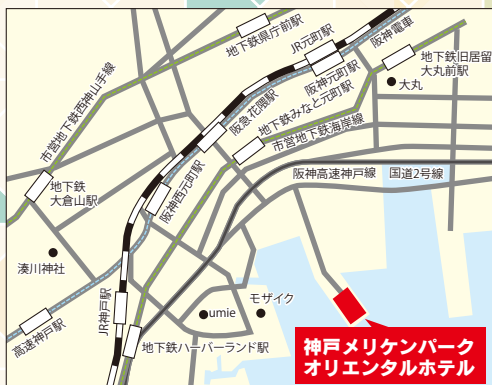 JR元町駅
阪神電車
地下鉄県庁前駅
地下鉄旧居留
大丸前駅
阪神元町駅
大丸
市営地下鉄西神山手線
阪急花隈駅
地下鉄みなと元町駅
市営地下鉄海岸線
阪神高速神戸線
国道2号線
地下鉄
大倉山駅
阪神西元町駅
湊川神社
高速神戸駅
JR神戸駅
umie
モザイク
地下鉄ハーバーランド駅
神戸メリケンパーク
オリエンタルホテル